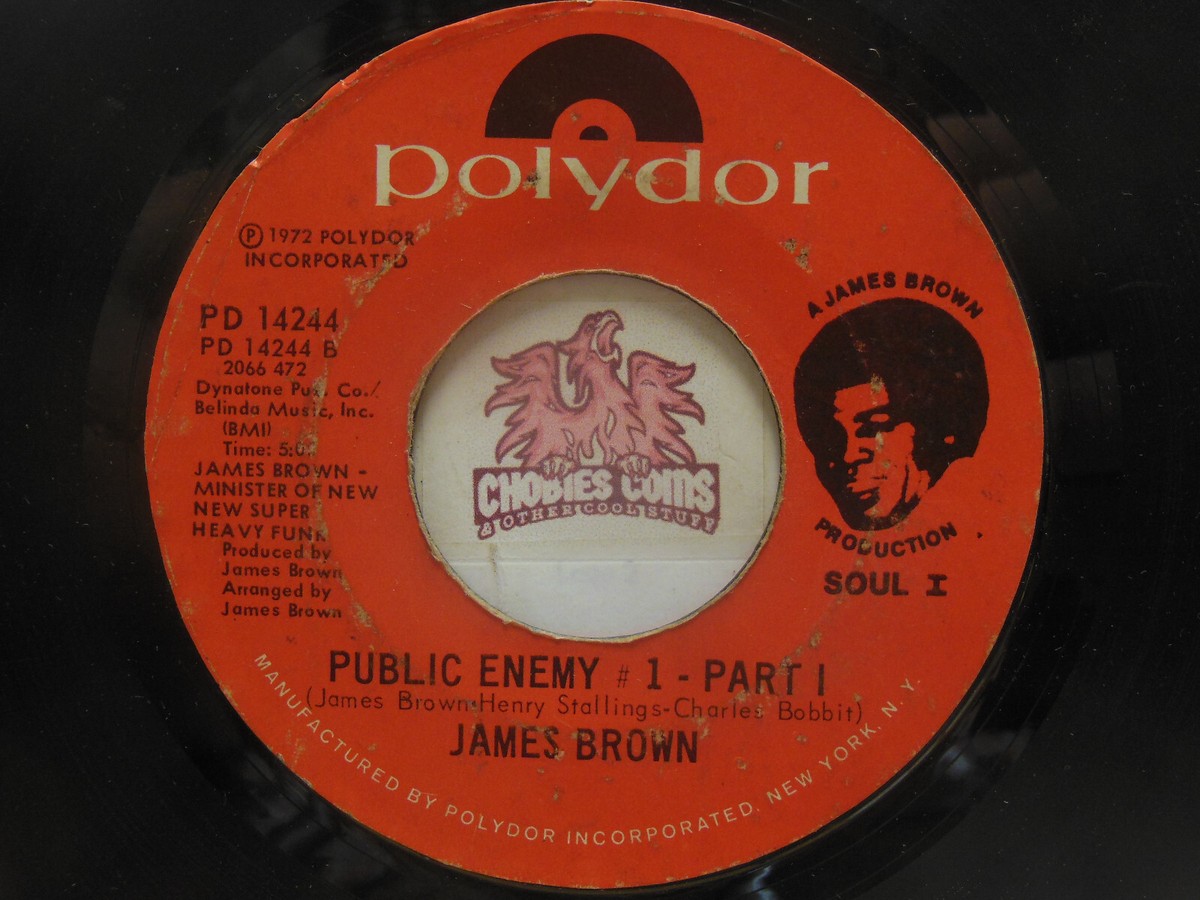 polydor
Ⓟ 1972 POLYDOR
INCORPORATED
PD 14244
PD 14244 B
2066 472
Dynatone Pub. Co./
Belinda Music, Inc.
(BMI)
Time:
JAMES BROWN -
MINISTER OF NEW
NEW SUPER
HEAVY FUNK
Produced by
James Brown
Arranged by
James Brown
A JAMES BROWN
PRODUCTION
SOUL I
CHOBIES COINS
& OTHER COOL STUFF
PUBLIC ENEMY # 1 - PART I
(James Brown-Henry Stallings-Charles Bobbit)
JAMES BROWN
MANUFACTURED BY POLYDOR INCORPORATED, NEW YORK, N.Y.